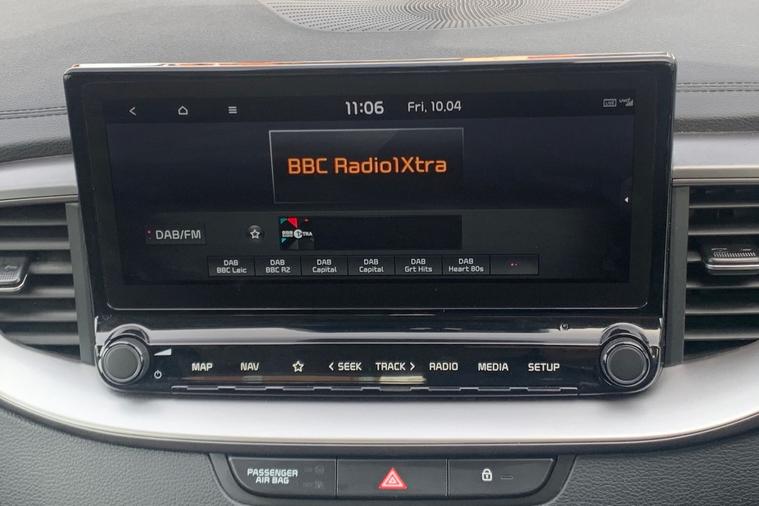 11:06 Fri, 10.04
BBC Radio1Xtra
DAB/FM
DAB BBC Leic
DAB BBC R2
DAB Capital
DAB Capital
DAB Grt Hits
DAB Heart 80s
MAP NAV SEEK TRACK RADIO MEDIA SETUP
PASSENGER
AIR BAG